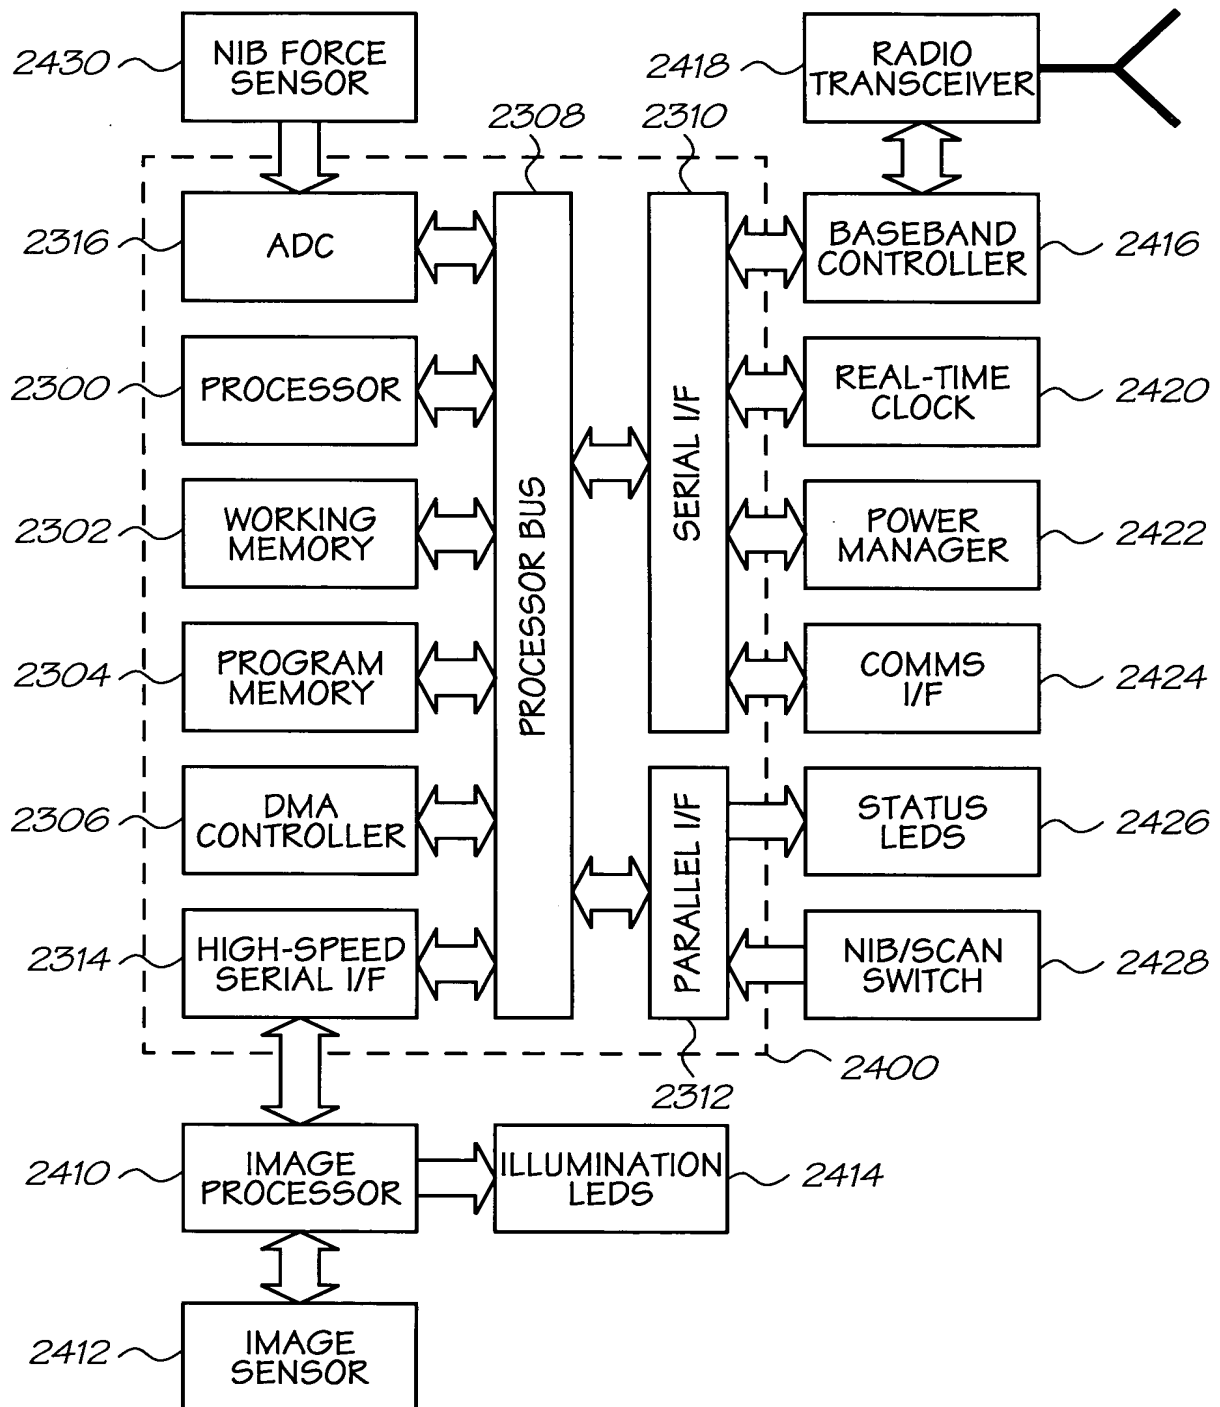 2430
NIB FORCE
SENSOR
2418
RADIO
TRANSCEIVER
2308
2310
2316
ADC
BASEBAND
CONTROLLER
2416
2300
PROCESSOR
REAL-TIME
CLOCK
2420
2302
WORKING
MEMORY
PROCESSOR BUS
SERIAL I/F
POWER
MANAGER
2422
2304
PROGRAM
MEMORY
COMMS
I/F
2424
2306
DMA
CONTROLLER
PARALLEL I/F
STATUS
LEDS
2426
2314
HIGH-SPEED
SERIAL I/F
NIB/SCAN
SWITCH
2428
2312
2400
2410
IMAGE
PROCESSOR
ILLUMINATION
LEDS
2414
2412
IMAGE
SENSOR